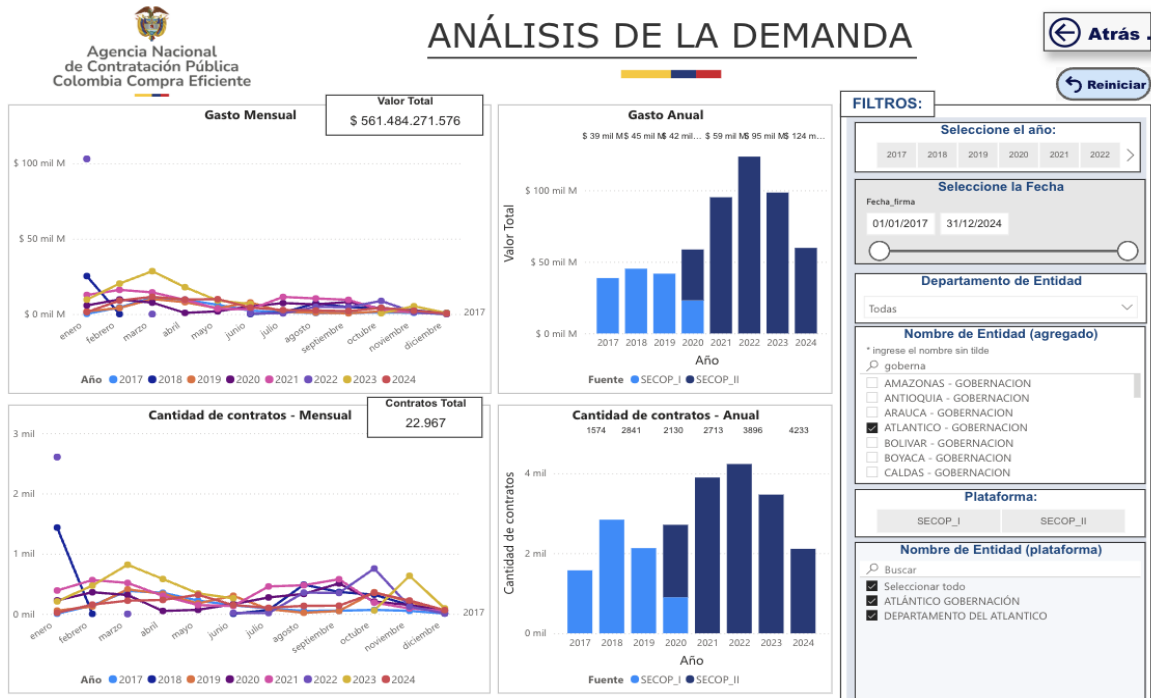 Agencia Nacional
de Contratación Pública
Colombia Compra Eficiente
ANÁLISIS DE LA DEMANDA
Atrás .
Reiniciar
Gasto Mensual
Valor Total
$ 561.484.271.576
$ 100 mil M
$ 50 mil M
$ 0 mil M
2017
enero
febrero
marzo
abril
mayo
junio
julio
agosto
septiembre
octubre
noviembre
diciembre
Año 2017 2018 2019 2020 2021 2022 2023 2024
Gasto Anual
$ 39 mil M $ 45 mil M $ 42 mil... $ 59 mil M $ 95 mil M $ 124 m...
Valor Total
$ 100 mil M
$ 50 mil M
$ 0 mil M
2017 2018 2019 2020 2021 2022 2023 2024
Año
Fuente SECOP_I SECOP_II
Cantidad de contratos - Mensual
Contratos Total
22.967
3 mil
2 mil
1 mil
0 mil
2017
enero
febrero
marzo
abril
mayo
junio
julio
agosto
septiembre
octubre
noviembre
diciembre
Año 2017 2018 2019 2020 2021 2022 2023 2024
Cantidad de contratos - Anual
1574 2841 2130 2713 3896 4233
Cantidad de contratos
4 mil
2 mil
0 mil
2017 2018 2019 2020 2021 2022 2023 2024
Año
Fuente SECOP_I SECOP_II
FILTROS:
Seleccione el año:
2017 2018 2019 2020 2021 2022
Seleccione la Fecha
Fecha_firma
01/01/2017 31/12/2024
Departamento de Entidad
Todas
Nombre de Entidad (agregado)
* ingrese el nombre sin tilde
goberna
AMAZONAS - GOBERNACION
ANTIOQUIA - GOBERNACION
ARAUCA - GOBERNACION
ATLANTICO - GOBERNACION
BOLIVAR - GOBERNACION
BOYACA - GOBERNACION
CALDAS - GOBERNACION
Plataforma:
SECOP_I SECOP_II
Nombre de Entidad (plataforma)
Buscar
Seleccionar todo
ATLÁNTICO GOBERNACIÓN
DEPARTAMENTO DEL ATLANTICO